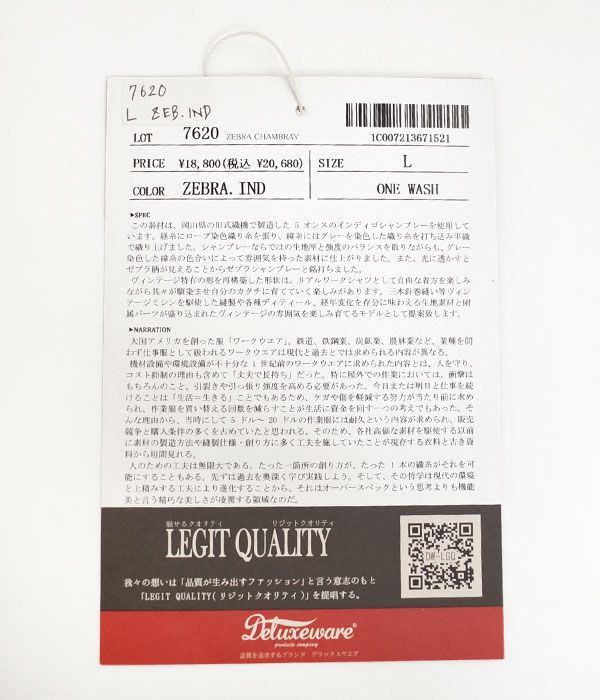 7620
L ZEB.IND
LOT 7620 ZEBRA CHAMBRAY
1C007213671521
PRICE ¥18,800(税込 ¥20,680) SIZE L
COLOR ZEBRA. IND ONE WASH
▶SPEC
この素材は、岡山県の旧式織機で製造した 5 オンスのインディゴシャンブレーを使用して
います。経糸にロープ染色織り糸を張り、緯糸にはグレーを染色した織り糸を打ち込み平織
で織り上げました。シャンブレーならではの生地厚と強度のバランスを取りながらも、グレー
染色した緯糸の色合いによって雰囲気を持った素材に仕上がりました。また、光に透かすと
ゼブラ柄が見えることからゼブラシャンブレーと銘打ちました。
ヴィンテージ特有の形を再構築した形状は、リアルワークシャツとして自由な着方を楽しみ
ながら我々が馴染ませ自分のカタチに育てていく楽しみがあります。三本針巻縫い等ヴィン
テージミシンを駆使した縫製や各種ディティール、経年変化を存分に味わえる生地素材と附
属パーツが盛り込まれたヴィンテージの雰囲気を楽しみ育てるモデルとして提案致します。
▶NARRATION
大国アメリカを創った服「ワークウエア」。鉄道、鉄鋼業、炭鉱業、農林業など、業種を問
わず仕事服として扱われるワークウエアは現代と過去とでは求められる内容が異なる。
機材設備や環境設備が不十分な 1 世紀前のワークウエアに求められた内容とは、人を守り、
コスト抑制の理由も含めて「丈夫で長持ち」だった。特に屋外での作業においては、衝撃は
もちろんのこと、引裂きや引っ張り強度を高める必要があった。今日または明日と仕事を続
けることは「生活＝生きる」ことでもあるため、ケガや傷を軽減する努力が当たり前に求め
られ、作業服を買い替える回数を減らすことが生活に資金を回す一つの考えでもあった。そ
んな理由から、当時にして 5 ドル〜 20 ドルの作業服には耐久という内容が求められ、販売
競争と購入条件の多くを占めていたと思われる。そのため、各社高価な素材を駆使する以前
に素材の製造方法や縫製仕様・創り方に多く工夫を施していたことが現存する衣料と古き資
料から垣間見れる。
人のための工夫は無限大である。たった一箇所の創り方が、たった 1 本の織糸がそれを可
能にすることもある。先ずは過去を奥深く学び実践しよう。そして、その哲学は現代の環境
と上積みする工夫により進化することから、それはオーバースペックという思考よりも機能
美と言う精巧な美しさが凌駕する領域なのだ。
魅せるクオリティ リジットクオリティ
LEGIT QUALITY
DW-LGQ
我々の想いは「品質が生み出すファッション」と言う意志のもと
「LEGIT QUALITY(リジットクオリティ)」を提唱する。
Deluxeware®
products company
品質を追求するブランド デラックスウエア